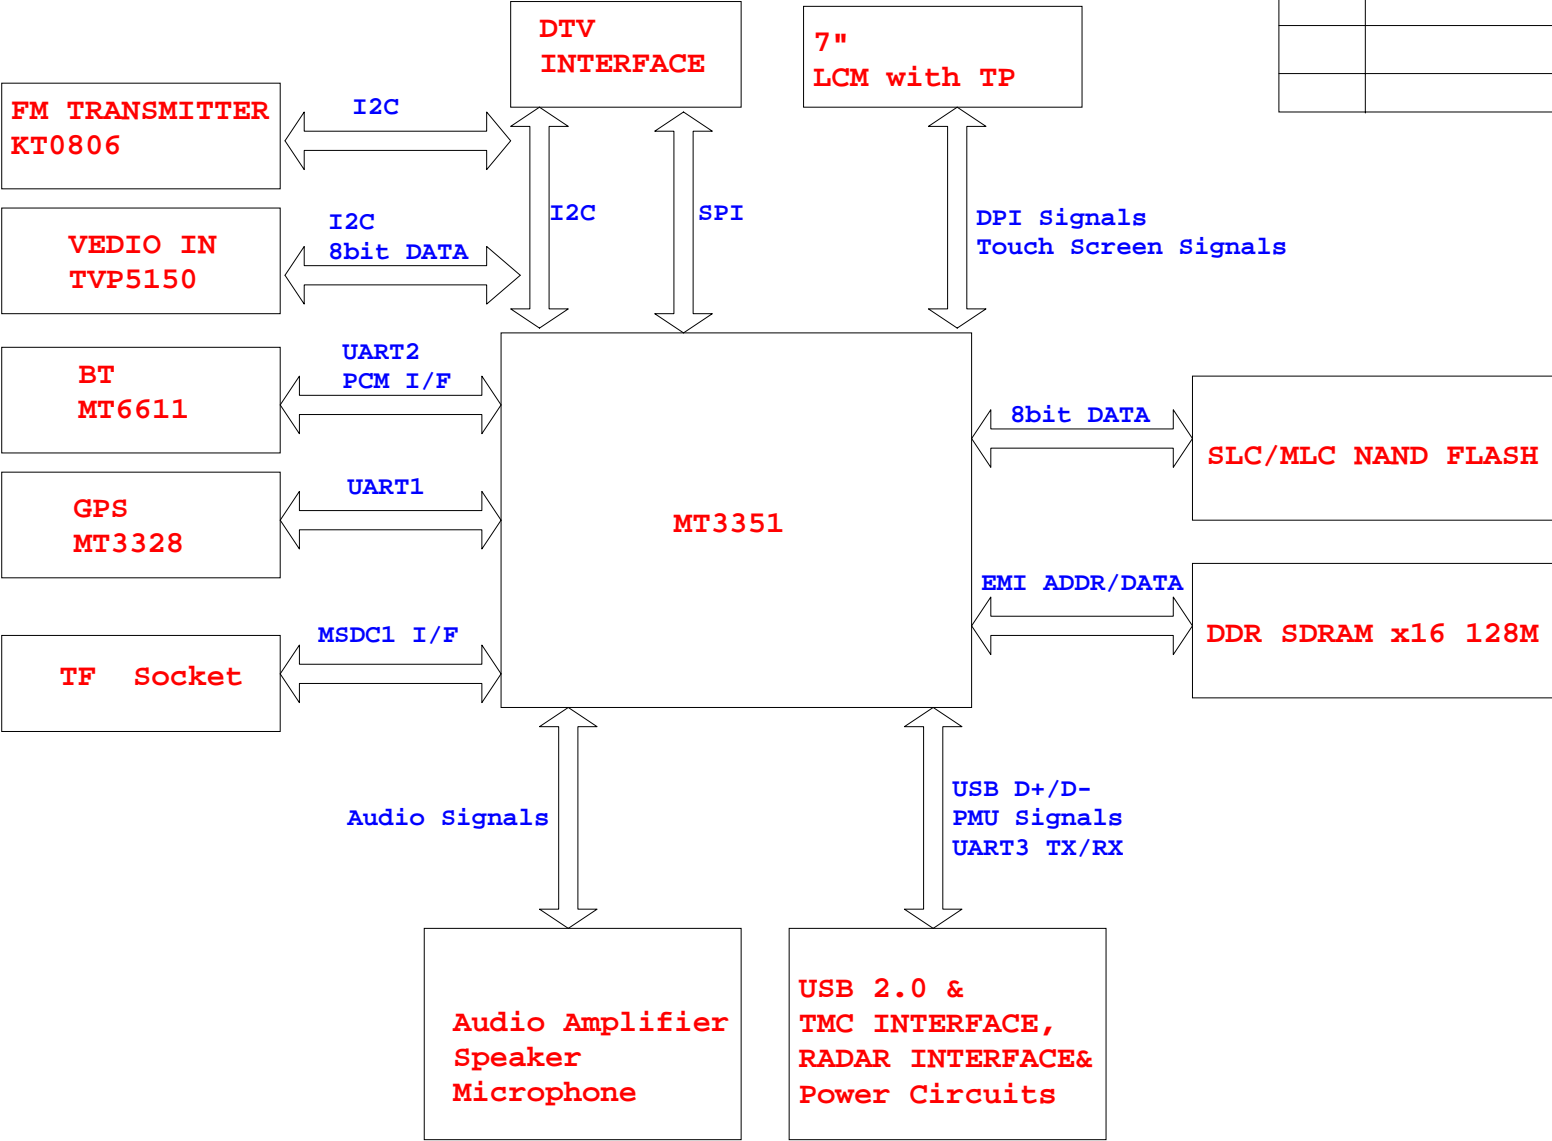 DTV
INTERFACE
7"
LCM with TP
FM TRANSMITTER
KT0806
I2C
I2C
SPI
DPI Signals
Touch Screen Signals
VEDIO IN
TVP5150
I2C
8bit DATA
BT
MT6611
UART2
PCM I/F
8bit DATA
SLC/MLC NAND FLASH
GPS
MT3328
UART1
MT3351
EMI ADDR/DATA
DDR SDRAM x16 128M
TF Socket
MSDC1 I/F
Audio Signals
USB D+/D-
PMU Signals
UART3 TX/RX
Audio Amplifier
Speaker
Microphone
USB 2.0 &
TMC INTERFACE,
RADAR INTERFACE&
Power Circuits